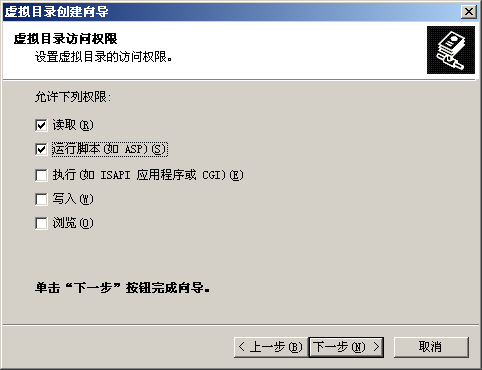 虚拟目录创建向导
虚拟目录访问权限
设置虚拟目录的访问权限。
允许下列权限:
读取(R)
运行脚本(如 ASP)(S)
执行(如 ISAPI 应用程序或 CGI)(E)
写入(W)
浏览(O)
单击“下一步”按钮完成向导。
< 上一步(B) 下一步(N) > 取消